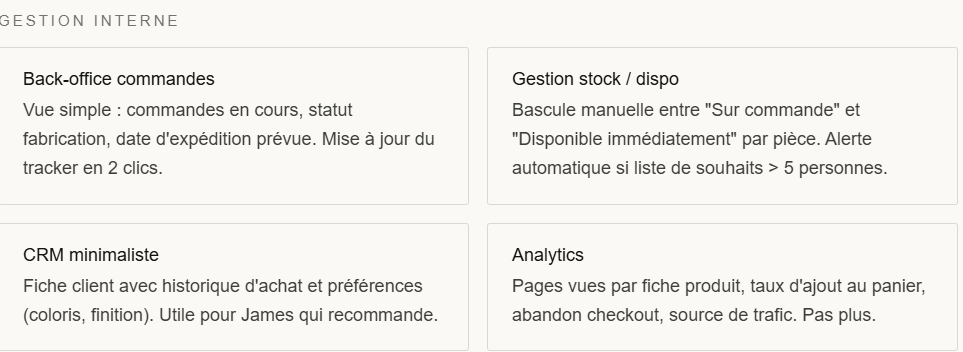 GESTION INTERNE
Back-office commandes
Vue simple : commandes en cours, statut
fabrication, date d'expédition prévue. Mise à jour du
tracker en 2 clics.
Gestion stock / dispo
Bascule manuelle entre "Sur commande" et
"Disponible immédiatement" par pièce. Alerte
automatique si liste de souhaits > 5 personnes.
CRM minimaliste
Fiche client avec historique d'achat et préférences
(coloris, finition). Utile pour James qui recommande.
Analytics
Pages vues par fiche produit, taux d'ajout au panier,
abandon checkout, source de trafic. Pas plus.